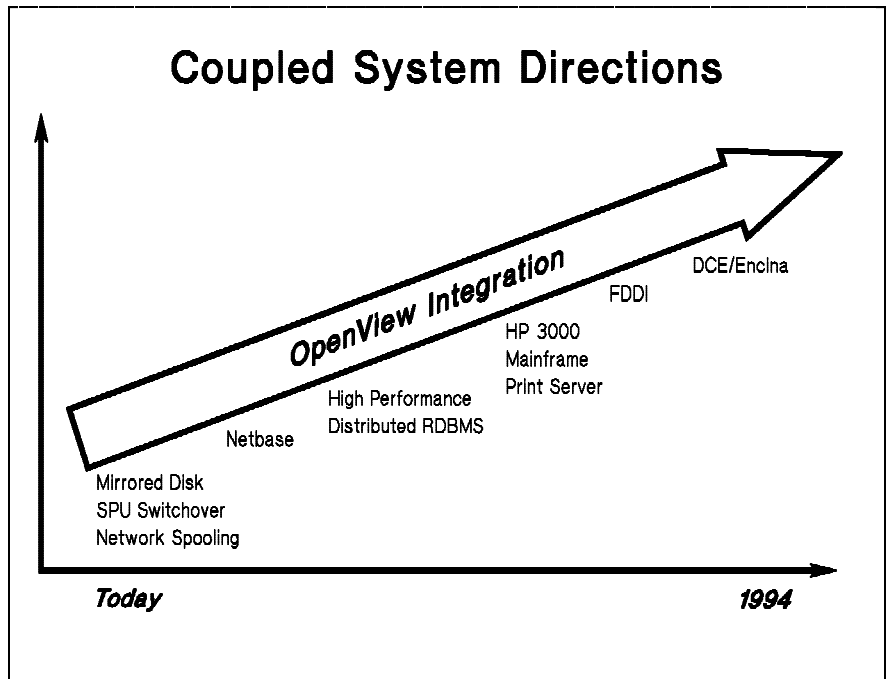 Coupled System Directions
OpenView Integration
DCE/Encina
FDDI
HP 3000
Mainframe
Print Server
High Performance
Distributed RDBMS
Netbase
Mirrored Disk
SPU Switchover
Network Spooling
Today
1994